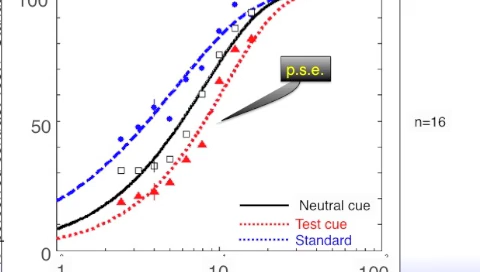 100
p.s.e.
50
n=16
Neutral cue
Test cue
Standard
0
1
10
100